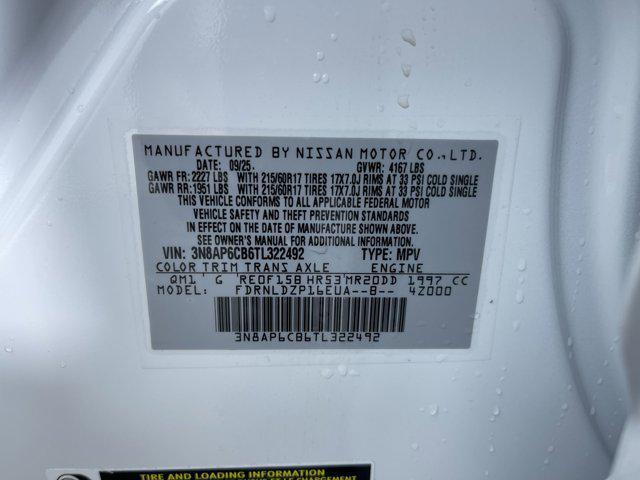 MANUFACTURED BY NISSAN MOTOR CO.,LTD.
DATE: 09/25. GVWR: 4167 LBS
GAWR FR: 2227 LBS WITH 215/60R17 TIRES 17X7.0J RIMS AT 33 PSI COLD SINGLE
GAWR RR: 1951 LBS WITH 215/60R17 TIRES 17X7.0J RIMS AT 33 PSI COLD SINGLE
THIS VEHICLE CONFORMS TO ALL APPLICABLE FEDERAL MOTOR
VEHICLE SAFETY AND THEFT PREVENTION STANDARDS
IN EFFECT ON THE DATE OF MANUFACTURE SHOWN ABOVE.
SEE OWNER'S MANUAL FOR ADDITIONAL INFORMATION.
VIN: 3N8AP6CB6TL322492 TYPE: MPV
COLOR TRIM TRANS AXLE ENGINE
QM1 G RE0F15B HR53 MR20DD 1997 CC
MODEL: FDRNLDZP16EUA--B-- 4Z000
3N8AP6CB6TL322492
TIRE AND LOADING INFORMATION